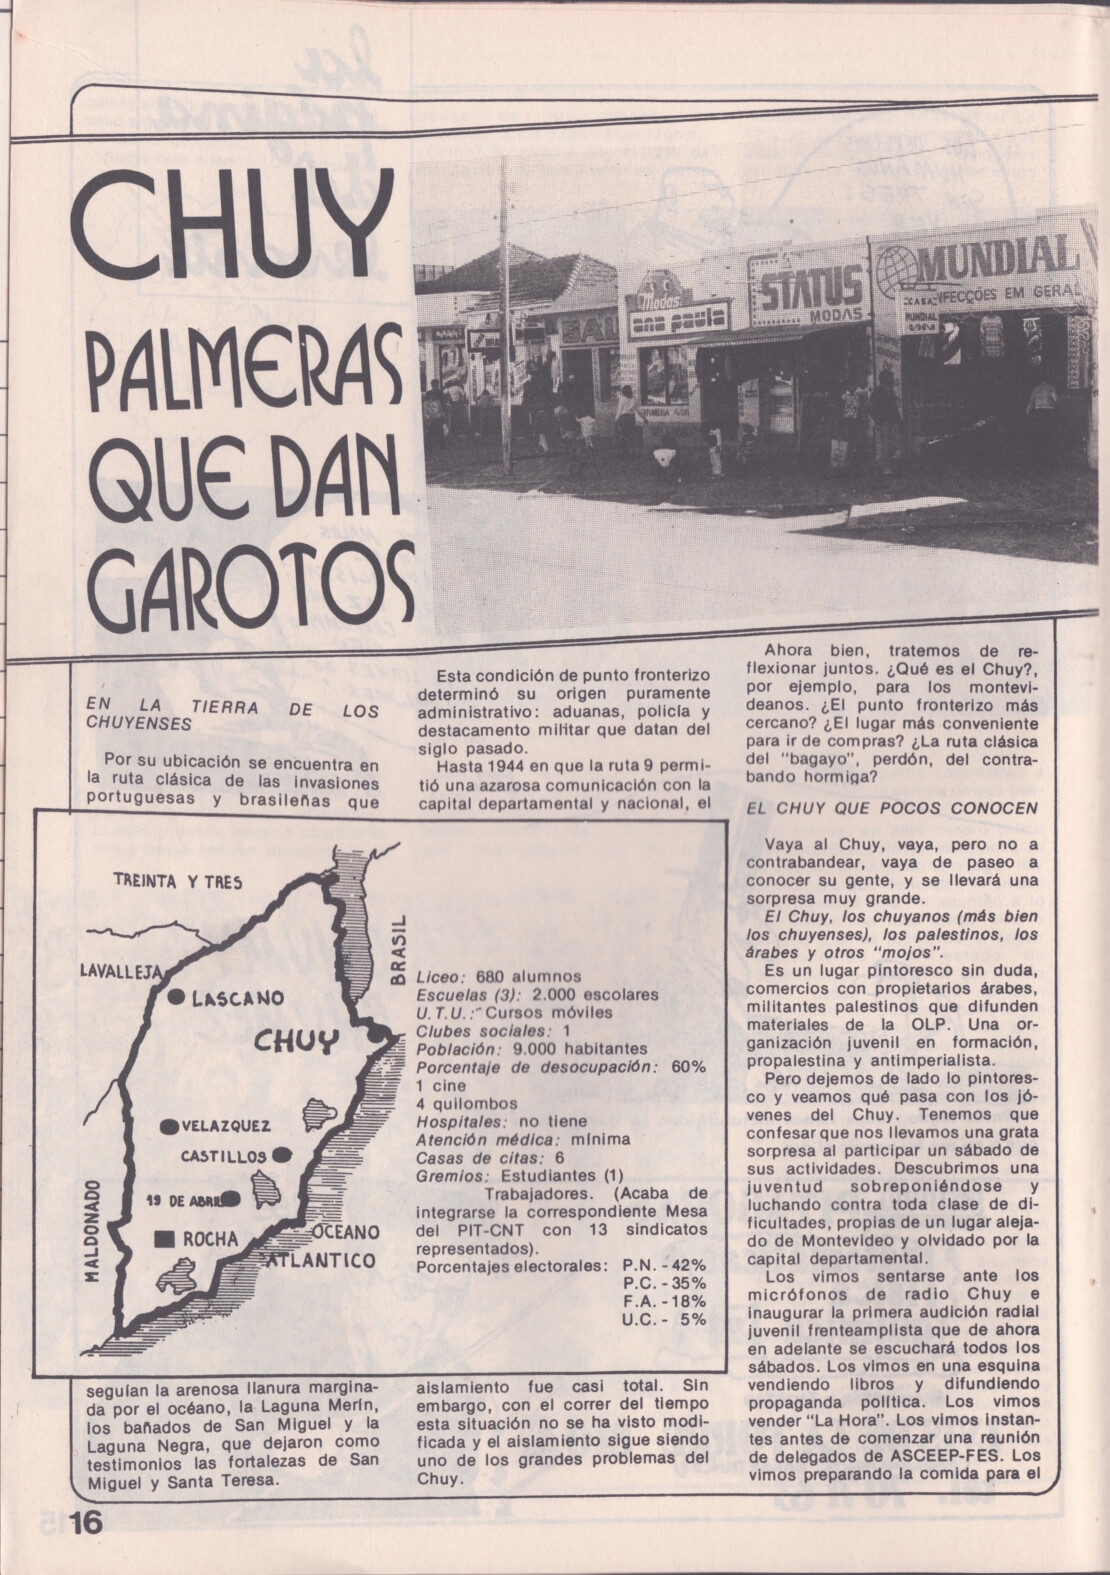 CHUY
PALMERAS
QUE DAN
GAROTOS
Modas
ana paula
STATUS
MODAS
MUNDIAL
CASA
MUNDIAL
NFECÇÕES EM GERAL
EN LA TIERRA DE LOS
CHUYENSES
Por su ubicación se encuentra en
la ruta clásica de las invasiones
portuguesas y brasileñas que
seguían la arenosa llanura margina-
da por el océano, la Laguna Merín,
los bañados de San Miguel y la
Laguna Negra, que dejaron como
testimonios las fortalezas de San
Miguel y Santa Teresa.
Esta condición de punto fronterizo
determinó su origen puramente
administrativo: aduanas, policía y
destacamento militar que datan del
siglo pasado.
Hasta 1944 en que la ruta 9 permi-
tió una azarosa comunicación con la
capital departamental y nacional, el
aislamiento fue casi total. Sin
embargo, con el correr del tiempo
esta situación no se ha visto modi-
ficada y el aislamiento sigue siendo
uno de los grandes problemas del
Chuy.
TREINTA Y TRES
LAVALLEJA
BRASIL
LASCANO
CHUY
VELAZQUEZ
CASTILLOS
19 DE ABRIL
ROCHA
MALDONADO
OCEANO
ATLANTICO
Liceo: 680 alumnos
Escuelas (3): 2.000 escolares
U.T.U.: Cursos móviles
Clubes sociales: 1
Población: 9.000 habitantes
Porcentaje de desocupación: 60%
1 cine
4 quilombos
Hospitales: no tiene
Atención médica: mínima
Casas de citas: 6
Gremios: Estudiantes (1)
Trabajadores. (Acaba de
integrarse la correspondiente Mesa
del PIT-CNT con 13 sindicatos
representados).
Porcentajes electorales: P.N. - 42%
P.C. - 35%
F.A. - 18%
U.C. - 5%
Ahora bien, tratemos de re-
flexionar juntos. ¿Qué es el Chuy?,
por ejemplo, para los montevi-
deanos. ¿El punto fronterizo más
cercano? ¿El lugar más conveniente
para ir de compras? ¿La ruta clásica
del "bagayo", perdón, del contra-
bando hormiga?
EL CHUY QUE POCOS CONOCEN
Vaya al Chuy, vaya, pero no a
contrabandear, vaya de paseo a
conocer su gente, y se llevará una
sorpresa muy grande.
El Chuy, los chuyanos (más bien
los chuyenses), los palestinos, los
árabes y otros "mojos".
Es un lugar pintoresco sin duda,
comercios con propietarios árabes,
militantes palestinos que difunden
materiales de la OLP. Una or-
ganización juvenil en formación,
propalestina y antimperialista.
Pero dejemos de lado lo pintores-
co y veamos qué pasa con los jó-
venes del Chuy. Tenemos que
confesar que nos llevamos una grata
sorpresa al participar un sábado de
sus actividades. Descubrimos una
juventud sobreponiéndose y
luchando contra toda clase de di-
ficultades, propias de un lugar aleja-
do de Montevideo y olvidado por la
capital departamental.
Los vimos sentarse ante los
micrófonos de radio Chuy e
inaugurar la primera audición radial
juvenil frenteamplista que de ahora
en adelante se escuchará todos los
sábados. Los vimos en una esquina
vendiendo libros y difundiendo
propaganda política. Los vimos
vender "La Hora". Los vimos instan-
tes antes de comenzar una reunión
de delegados de ASCEEP-FES. Los
vimos preparando la comida para el
16